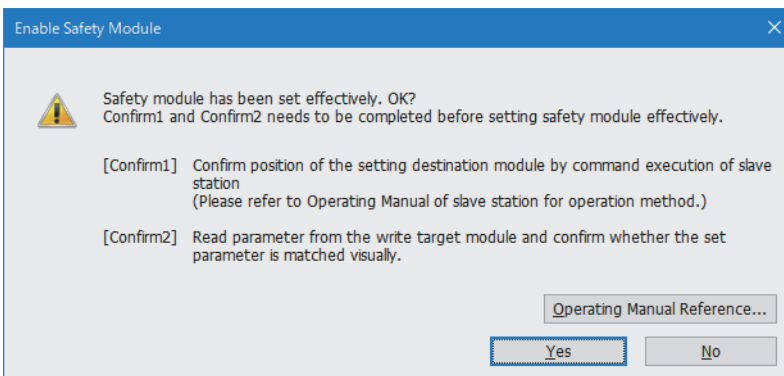 Enable Safety Module
Safety module has been set effectively. OK?
Confirm1 and Confirm2 needs to be completed before setting safety module effectively.
[Confirm1] Confirm position of the setting destination module by command execution of slave
station
(Please refer to Operating Manual of slave station for operation method.)
[Confirm2] Read parameter from the write target module and confirm whether the set
parameter is matched visually.
Operating Manual Reference...
Yes No